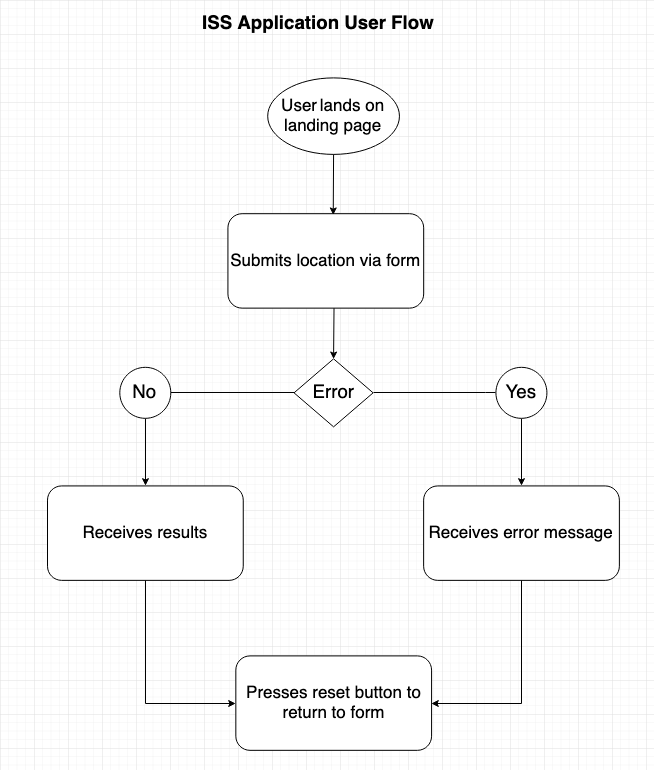 ISS Application User Flow
User lands on
landing page
Submits location via form
No
Error
Yes
Receives results
Receives error message
Presses reset button to
return to form